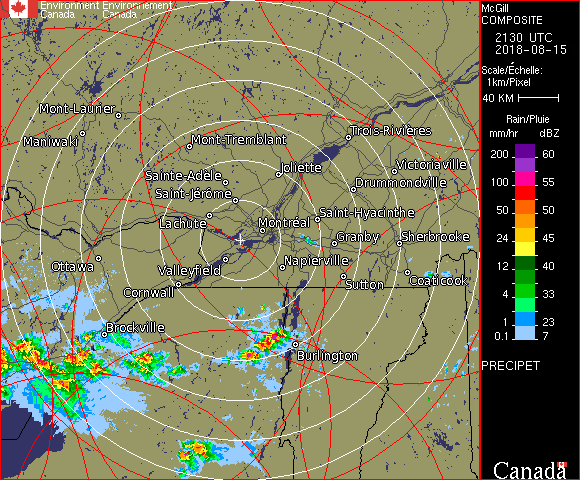 Environment Environnement
Canada Canada
McGill
COMPOSITE
2130 UTC
2018-08-15
Scale/Échelle:
1km/Pixel
40 KM
Rain/Pluie
mm/hr dBZ
200 60
100 55
50 50
24 45
12 40
4 33
2 28
1 23
0.1 7
PRECIPET
Canada
Mont-Laurier
Maniwaki
Mont-Tremblant
Trois-Rivières
Sainte-Adèle
Joliette
Victoriaville
Saint-Jérôme
Drummondville
Lachute
Montréal
Saint-Hyacinthe
Granby
Sherbrooke
Ottawa
Valleyfield
Napierville
Cornwall
Sutton
Coaticook
Brockville
Burlington